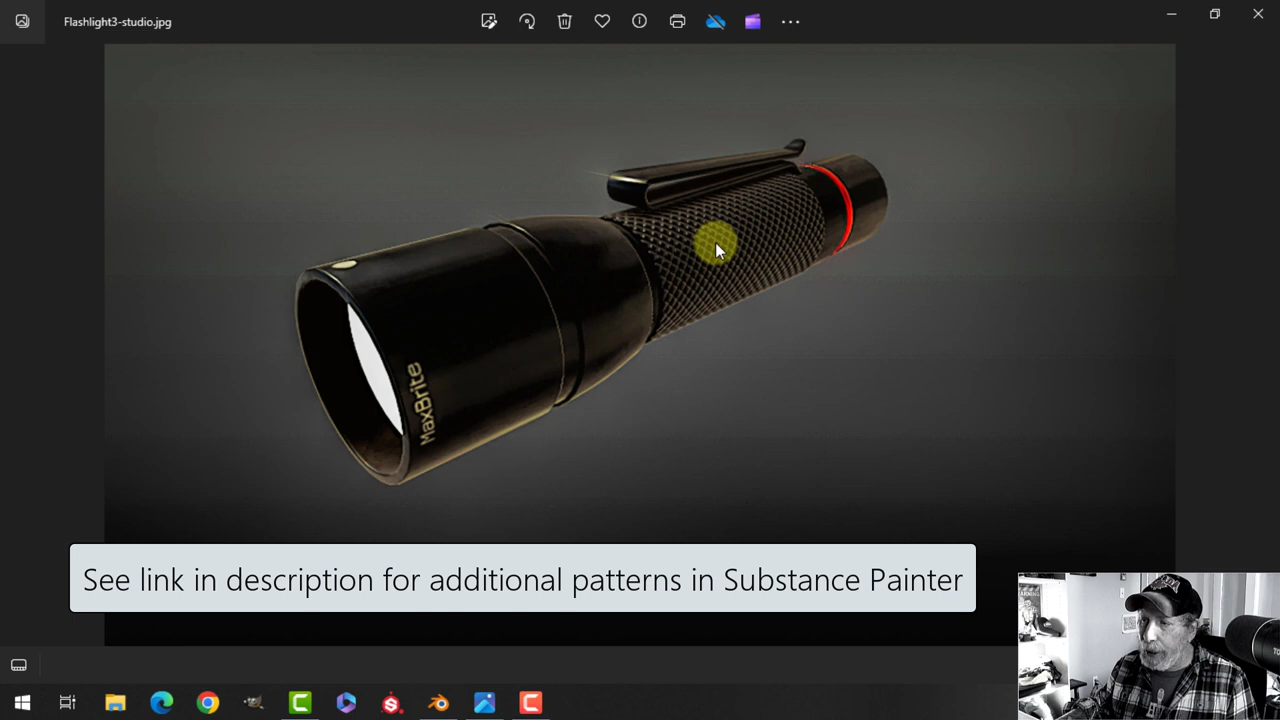 Flashlight3-studio.jpg
MaxBrite
See link in description for additional patterns in Substance Painter